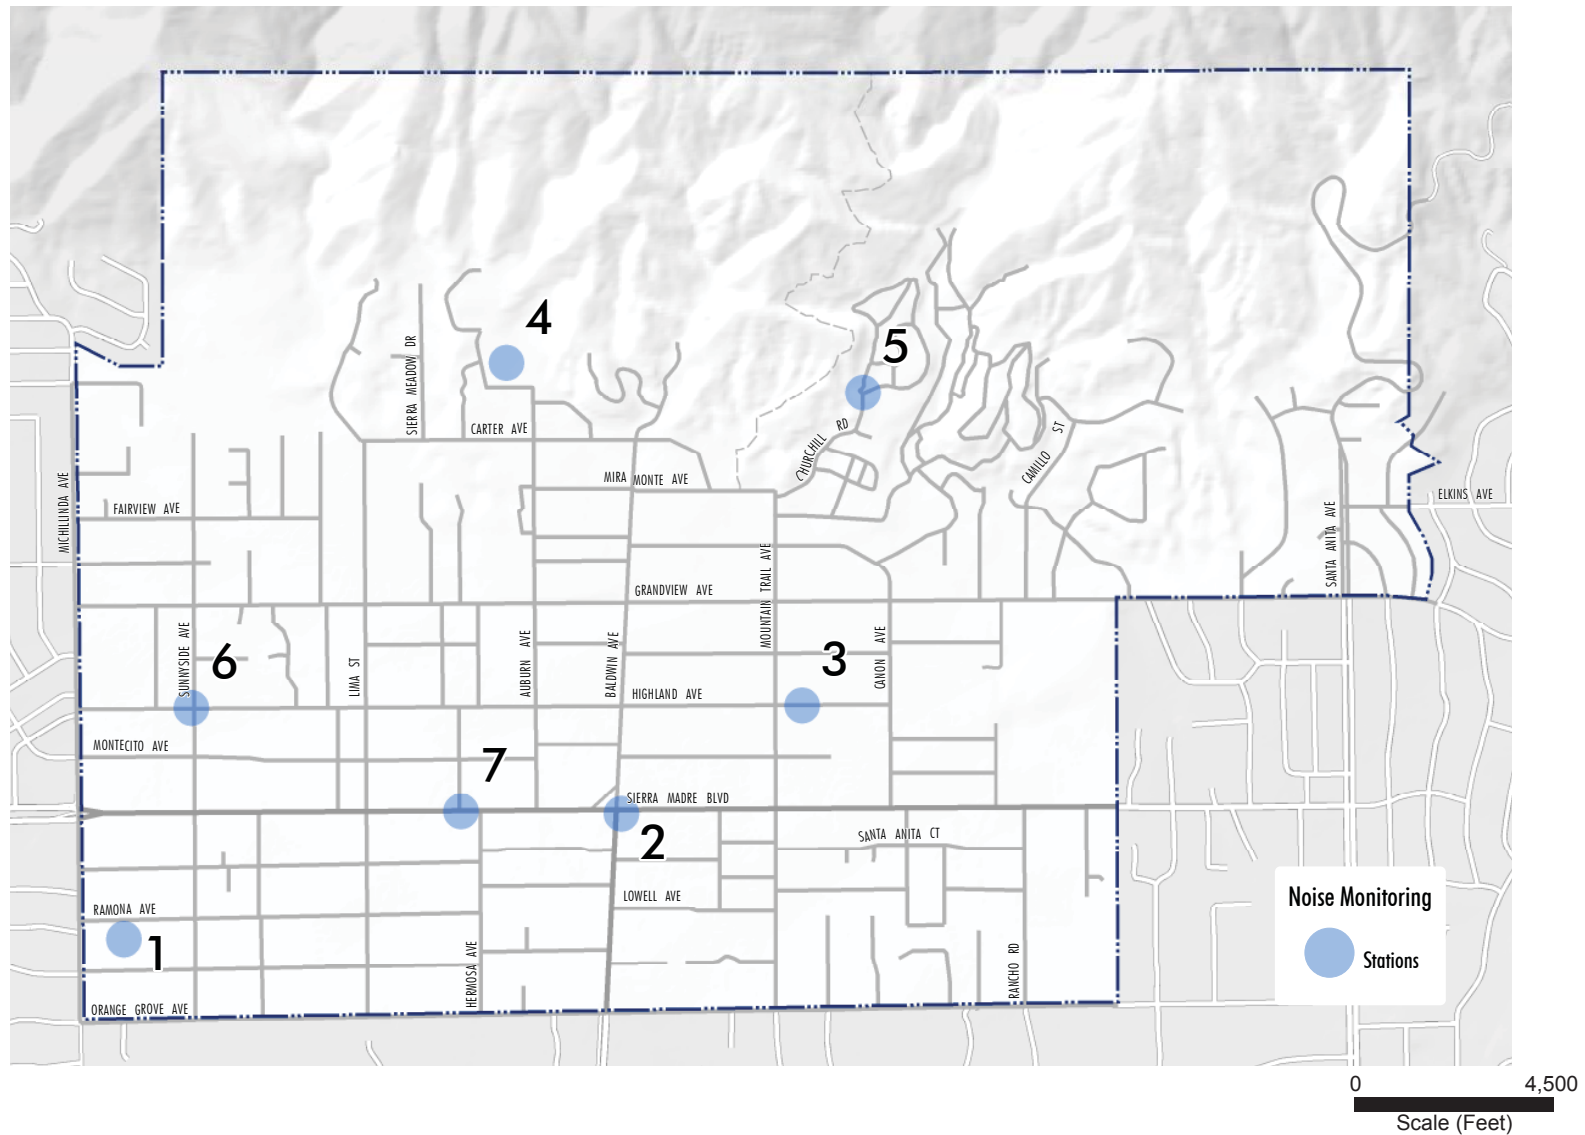 4
5
SIERRA MEADOW DR
CARTER AVE
CHURCHILL RD
CAMILLO ST
MIRA MONTE AVE
MICHILLINDA AVE
FAIRVIEW AVE
ELKINS AVE
SANTA ANITA AVE
MOUNTAIN TRAIL AVE
GRANDVIEW AVE
SUNNYSIDE AVE
6
LIMA ST
AUBURN AVE
BALDWIN AVE
3
CANON AVE
HIGHLAND AVE
MONTECITO AVE
7
SIERRA MADRE BLVD
2
SANTA ANITA CT
LOWELL AVE
RAMONA AVE
1
HERMOSA AVE
RANCHO RD
ORANGE GROVE AVE
Noise Monitoring
Stations
0 4,500
Scale (Feet)